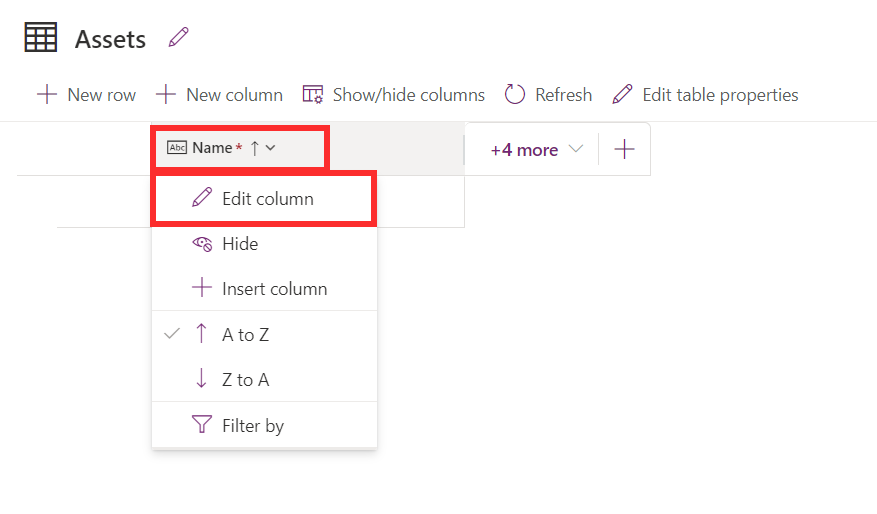 Assets
New row New column Show/hide columns Refresh Edit table properties
Abc Name* +4 more
Edit column
Hide
Insert column
A to Z
Z to A
Filter by